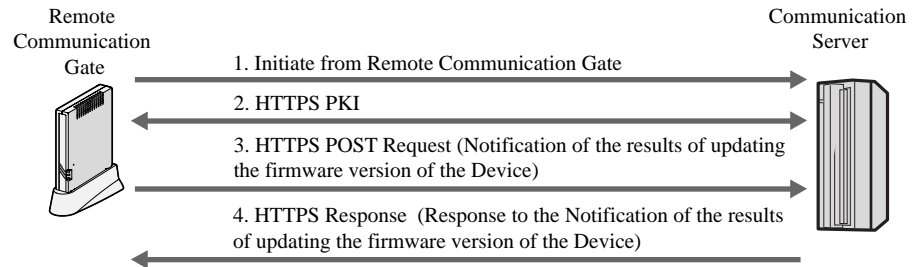 Remote
Communication
Gate
Communication
Server
1. Initiate from Remote Communication Gate
2. HTTPS PKI
3. HTTPS POST Request (Notification of the results of updating
the firmware version of the Device)
4. HTTPS Response  (Response to the Notification of the results
of updating the firmware version of the Device)